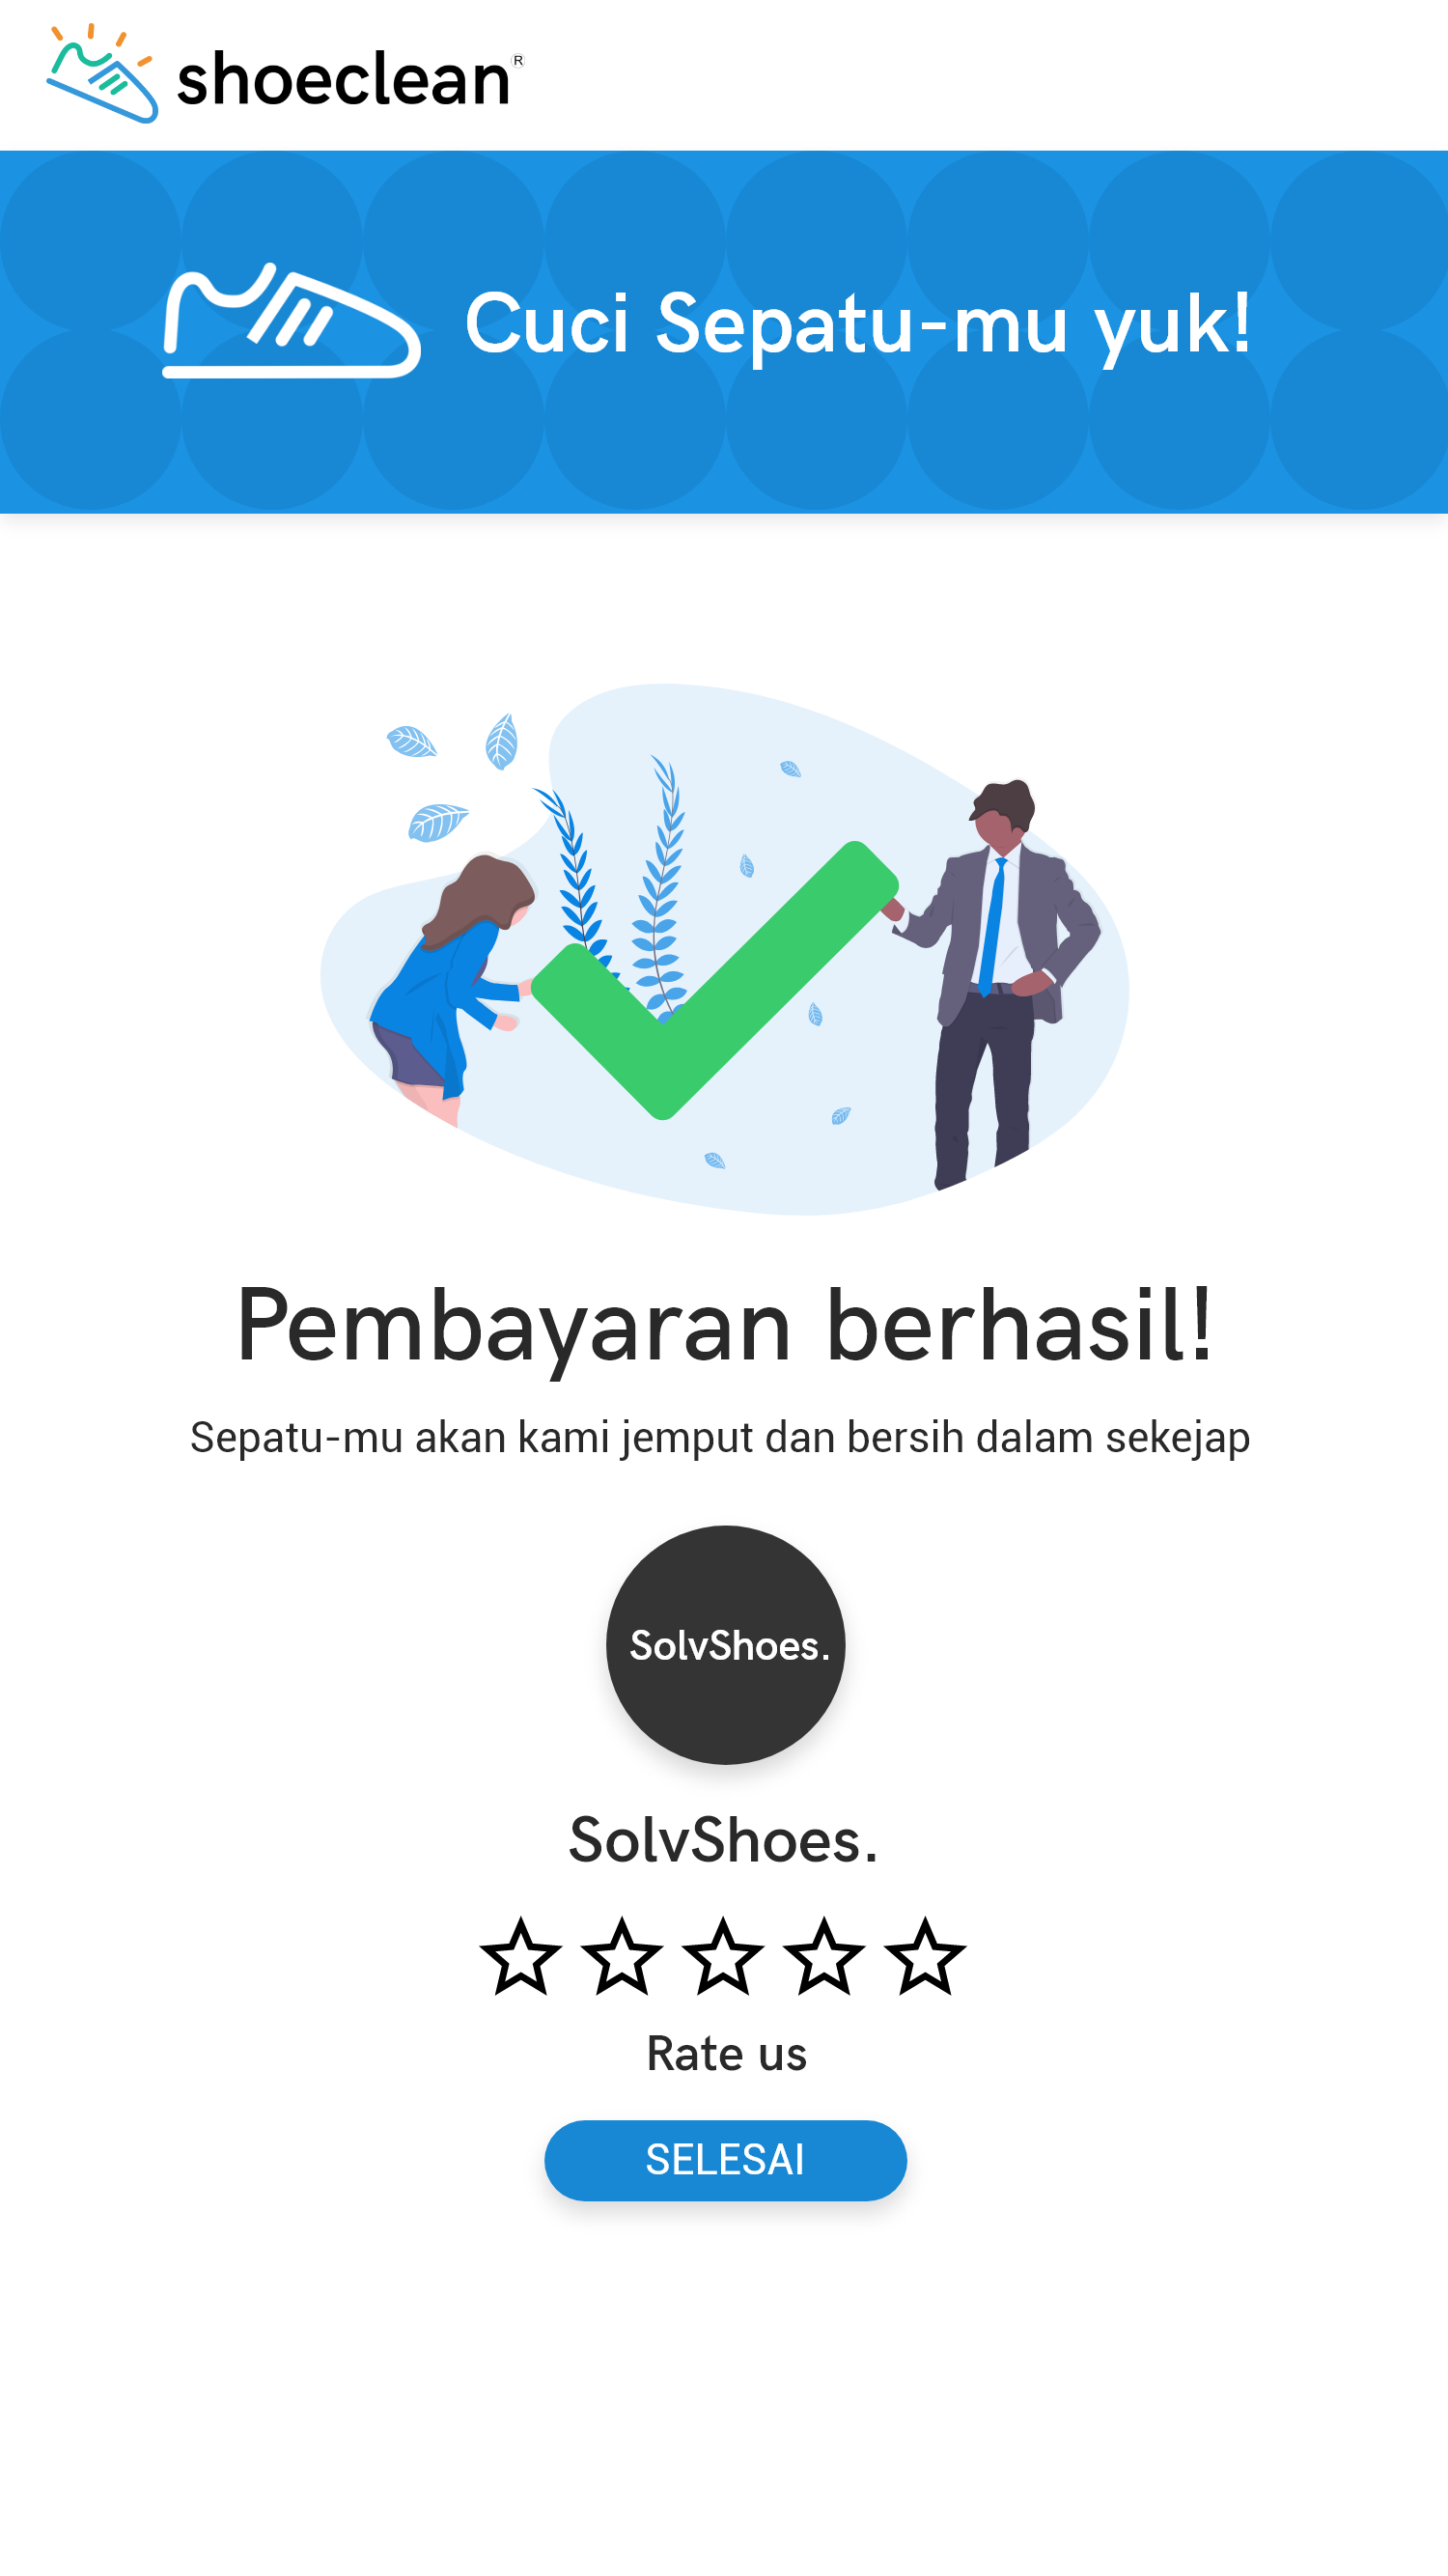 shoeclean®
Cuci Sepatu-mu yuk!
Pembayaran berhasil!
Sepatu-mu akan kami jemput dan bersih dalam sekejap
SolvShoes.
SolvShoes.
Rate us
SELESAI